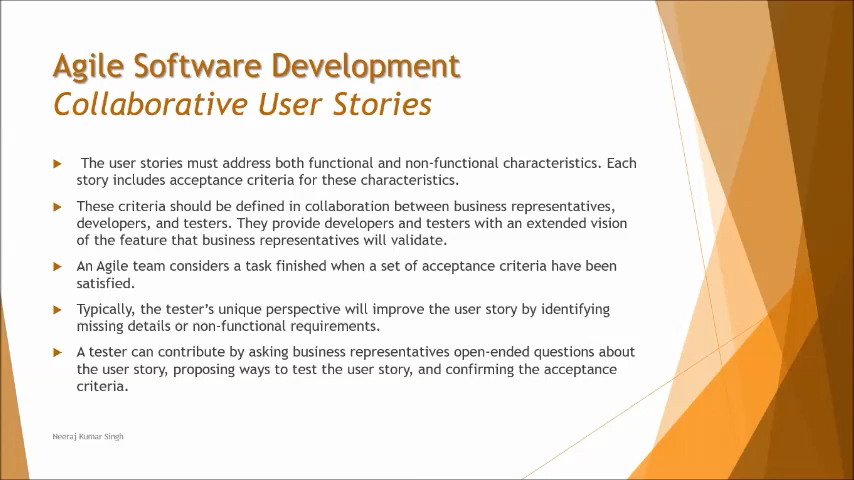 Agile Software Development
Collaborative User Stories
The user stories must address both functional and non-functional characteristics. Each
story includes acceptance criteria for these characteristics.
These criteria should be defined in collaboration between business representatives,
developers, and testers. They provide developers and testers with an extended vision
of the feature that business representatives will validate.
An Agile team considers a task finished when a set of acceptance criteria have been
satisfied.
Typically, the tester’s unique perspective will improve the user story by identifying
missing details or non-functional requirements.
A tester can contribute by asking business representatives open-ended questions about
the user story, proposing ways to test the user story, and confirming the acceptance
criteria.
Neeraj Kumar Singh